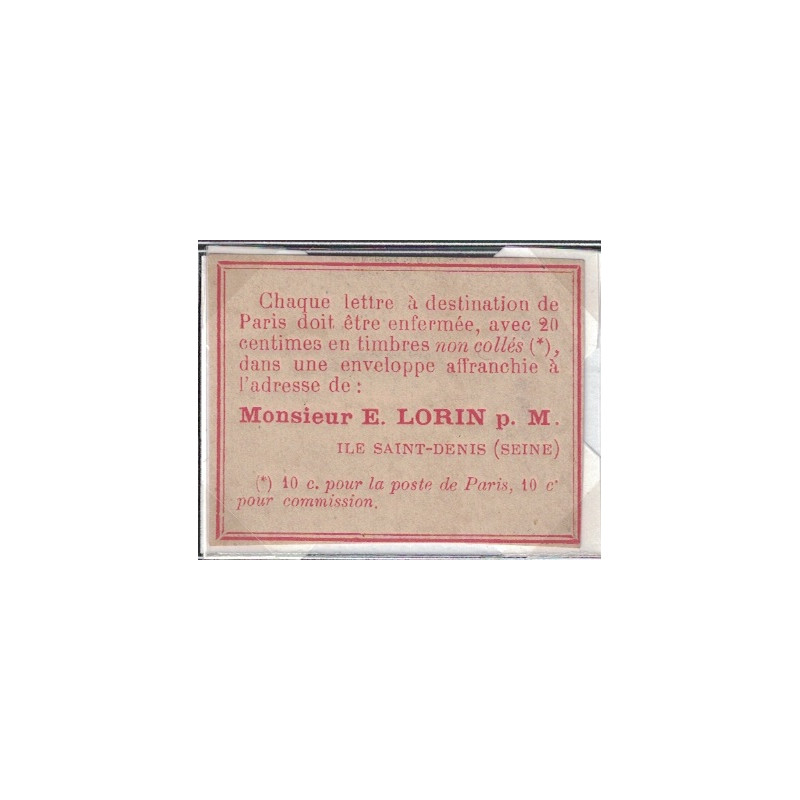 Chaque lettre à destination de
Paris doit être enfermée, avec 20
centimes en timbres non collés (*),
dans une enveloppe affranchie à
l'adresse de :
Monsieur E. LORIN p. M.
ILE SAINT-DENIS (SEINE)
(*) 10 c. pour la poste de Paris, 10 c'
pour commission.